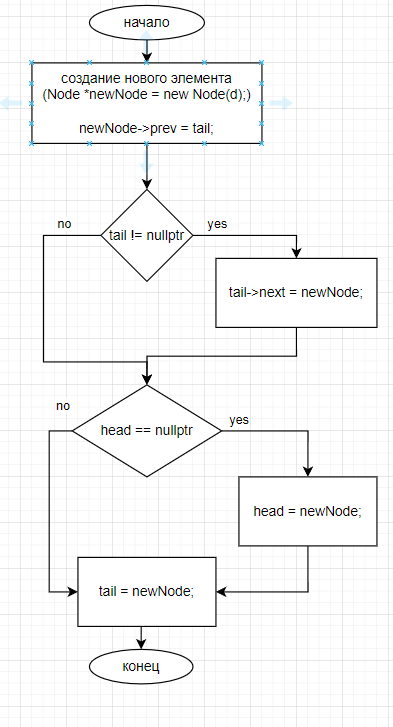 начало
создание нового элемента
(Node *newNode = new Node(d);)
newNode->prev = tail;
no
yes
tail != nullptr
tail->next = newNode;
no
yes
head == nullptr
head = newNode;
tail = newNode;
конец